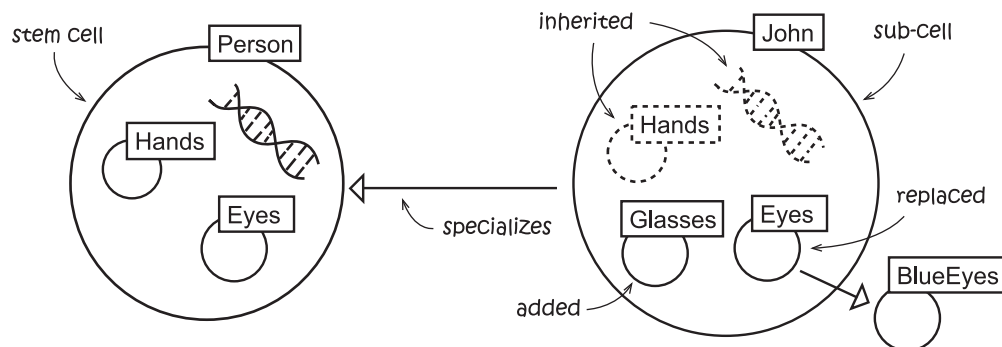 stem cell
Person
Hands
Eyes
specializes
inherited
John
sub-cell
Hands
Glasses
Eyes
replaced
added
BlueEyes